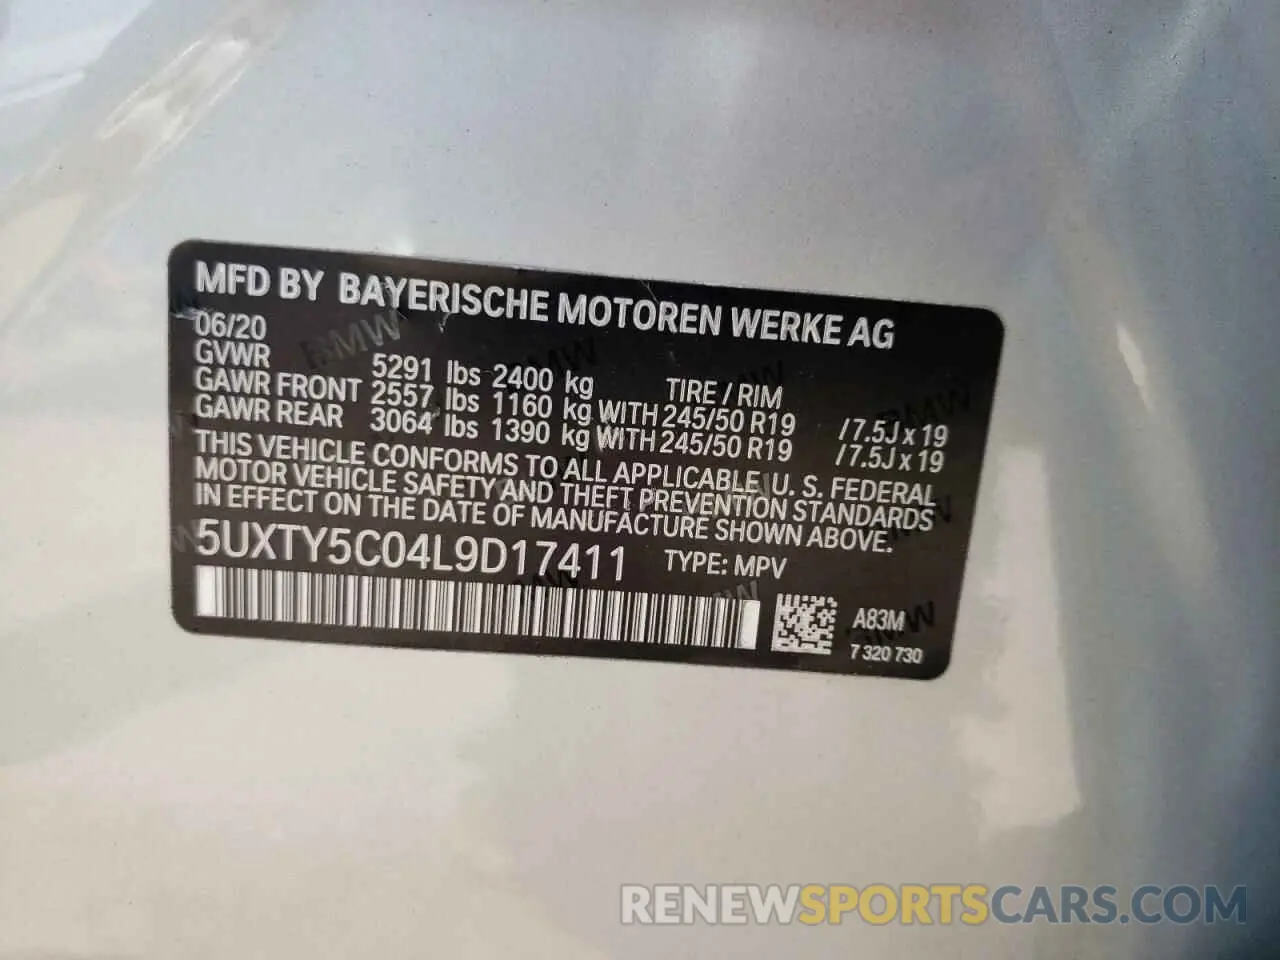 MFD BY BAYERISCHE MOTOREN WERKE AG
06/20
GVWR 5291 lbs 2400 kg TIRE / RIM
GAWR FRONT 2557 lbs 1160 kg WITH 245/50 R19 / 7.5J x 19
GAWR REAR 3064 lbs 1390 kg WITH 245/50 R19 / 7.5J x 19
THIS VEHICLE CONFORMS TO ALL APPLICABLE U. S. FEDERAL
MOTOR VEHICLE SAFETY AND THEFT PREVENTION STANDARDS
IN EFFECT ON THE DATE OF MANUFACTURE SHOWN ABOVE.
5UXTY5C04L9D17411 TYPE: MPV
A83M
7 320 730
RENEWSPORTSCARS.COM